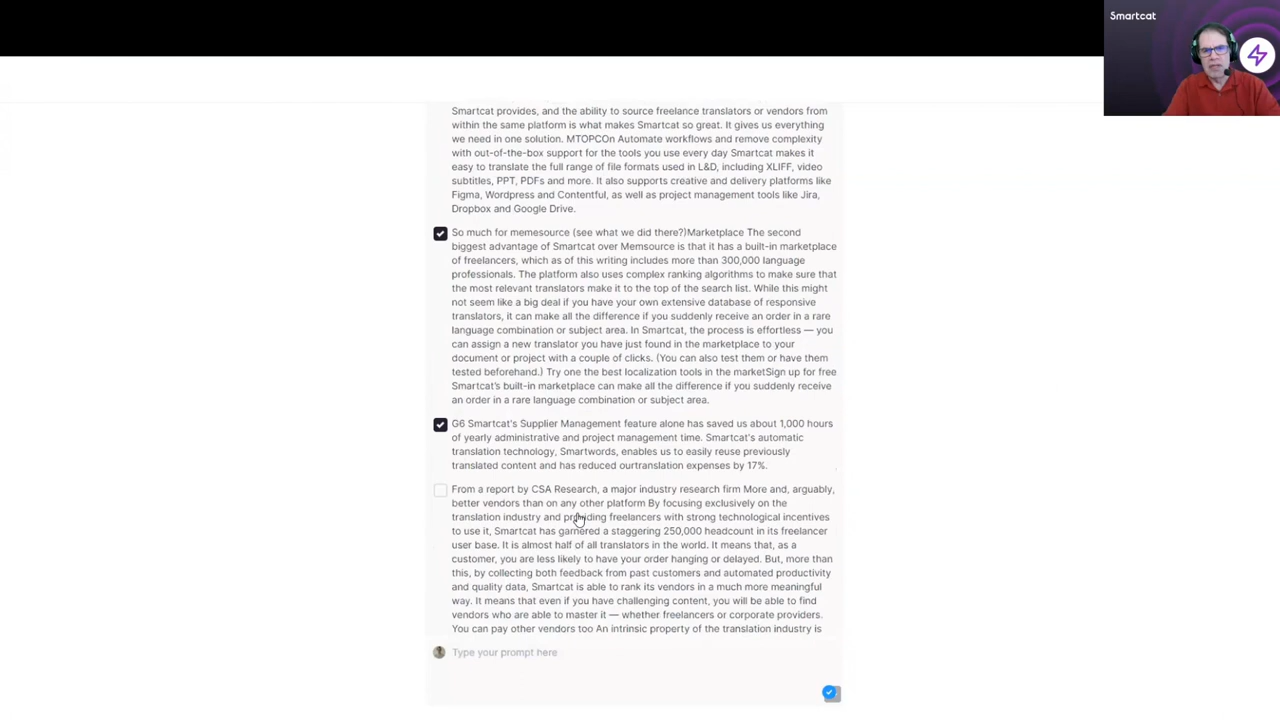 Smartcat
Smartcat provides, and the ability to source freelance translators or vendors from
within the same platform is what makes Smartcat so great. It gives us everything
we need in one solution. MTOPCOn Automate workflows and remove complexity
with out-of-the-box support for the tools you use every day Smartcat makes it
easy to translate the full range of file formats used in L&D, including XLIFF, video
subtitles, PPT, PDFs and more. It also supports creative and delivery platforms like
Figma, Wordpress and Contentful, as well as project management tools like Jira,
Dropbox and Google Drive.
So much for memesource (see what we did there?)Marketplace The second
biggest advantage of Smartcat over Memsource is that it has a built-in marketplace
of freelancers, which as of this writing includes more than 300,000 language
professionals. The platform also uses complex ranking algorithms to make sure that
the most relevant translators make it to the top of the search list. While this might
not seem like a big deal if you have your own extensive database of responsive
translators, it can make all the difference if you suddenly receive an order in a rare
language combination or subject area. In Smartcat, the process is effortless — you
can assign a new translator you have just found in the marketplace to your
document or project with a couple of clicks. (You can also test them or have them
tested beforehand.) Try one the best localization tools in the marketSign up for free
Smartcat's built-in marketplace can make all the difference if you suddenly receive
an order in a rare language combination or subject area.
G6 Smartcat's Supplier Management feature alone has saved us about 1,000 hours
of yearly administrative and project management time. Smartcat's automatic
translation technology, Smartwords, enables us to easily reuse previously
translated content and has reduced ourtranslation expenses by 17%.
From a report by CSA Research, a major industry research firm More and, arguably,
better vendors than on any other platform By focusing exclusively on the
translation industry and providing freelancers with strong technological incentives
to use it, Smartcat has garnered a staggering 250,000 headcount in its freelancer
user base. It is almost half of all translators in the world. It means that, as a
customer, you are less likely to have your order hanging or delayed. But, more than
this, by collecting both feedback from past customers and automated productivity
and quality data, Smartcat is able to rank its vendors in a much more meaningful
way. It means that even if you have challenging content, you will be able to find
vendors who are able to master it — whether freelancers or corporate providers.
You can pay other vendors too An intrinsic property of the translation industry is
Type your prompt here